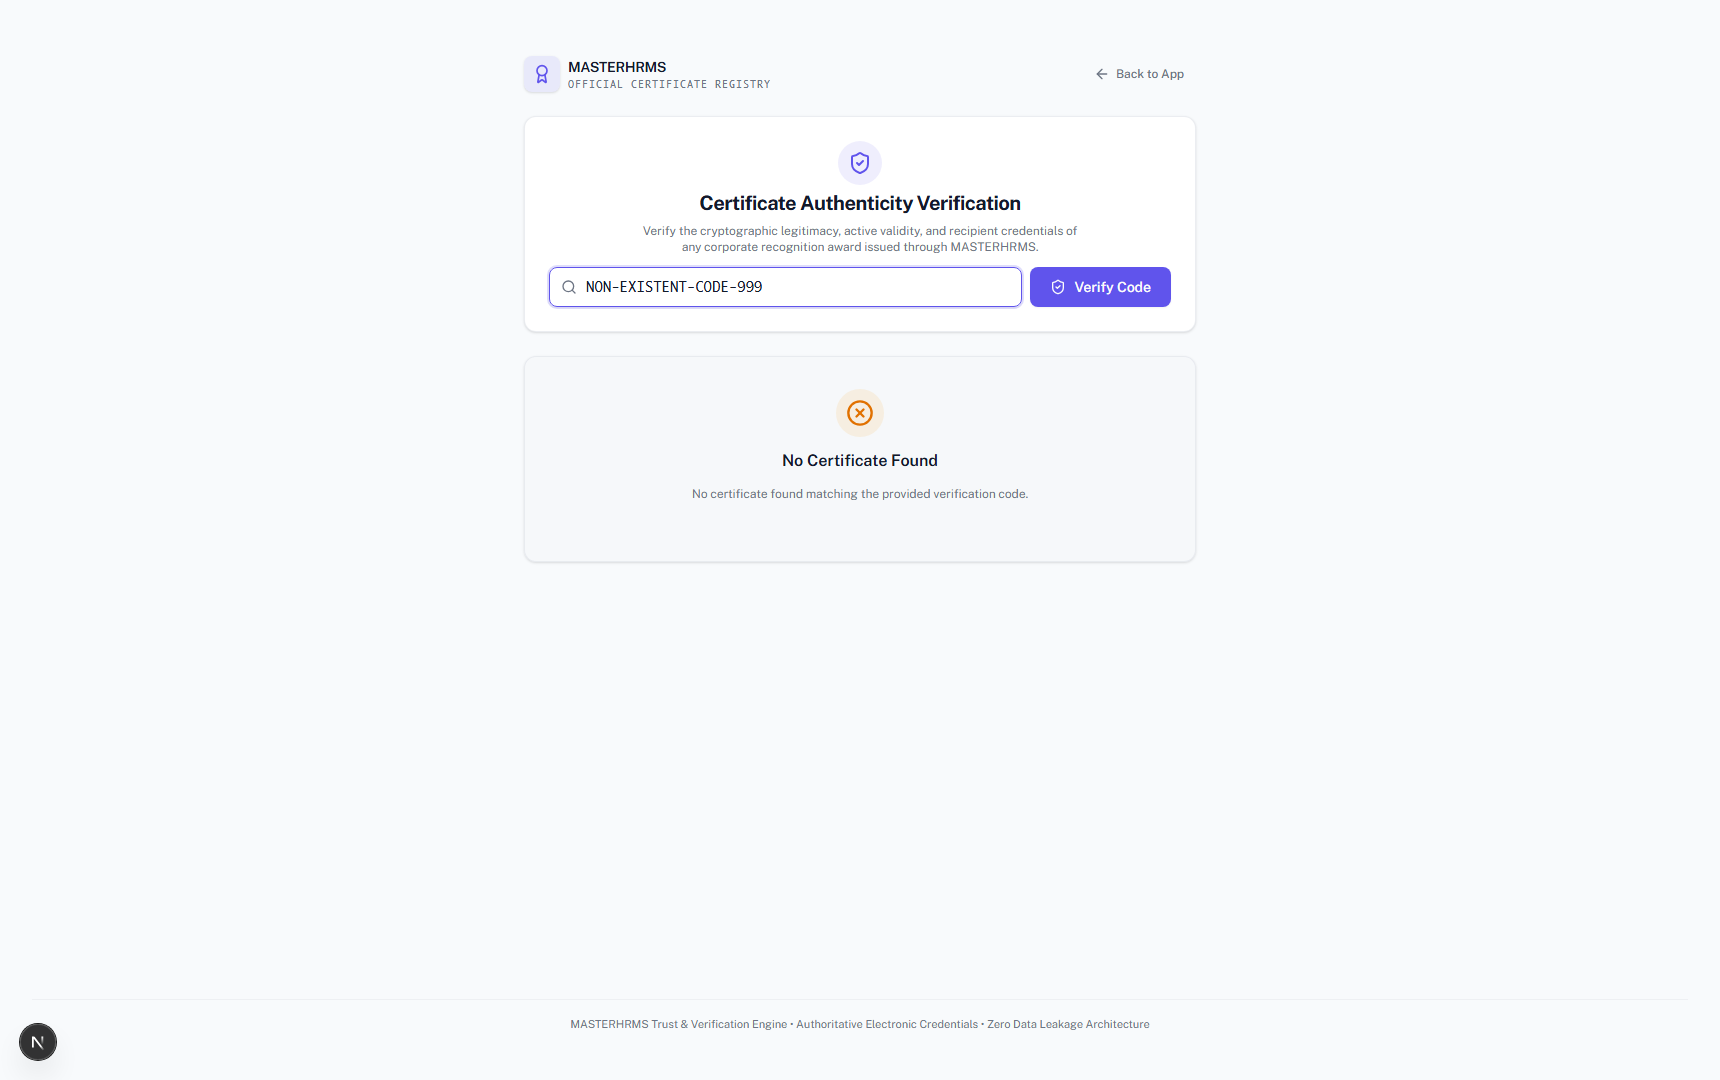 MASTERHRMS
OFFICIAL CERTIFICATE REGISTRY
Back to App
Certificate Authenticity Verification
Verify the cryptographic legitimacy, active validity, and recipient credentials of
any corporate recognition award issued through MASTERHRMS.
NON-EXISTENT-CODE-999
Verify Code
No Certificate Found
No certificate found matching the provided verification code.
MASTERHRMS Trust & Verification Engine • Authoritative Electronic Credentials • Zero Data Leakage Architecture
N